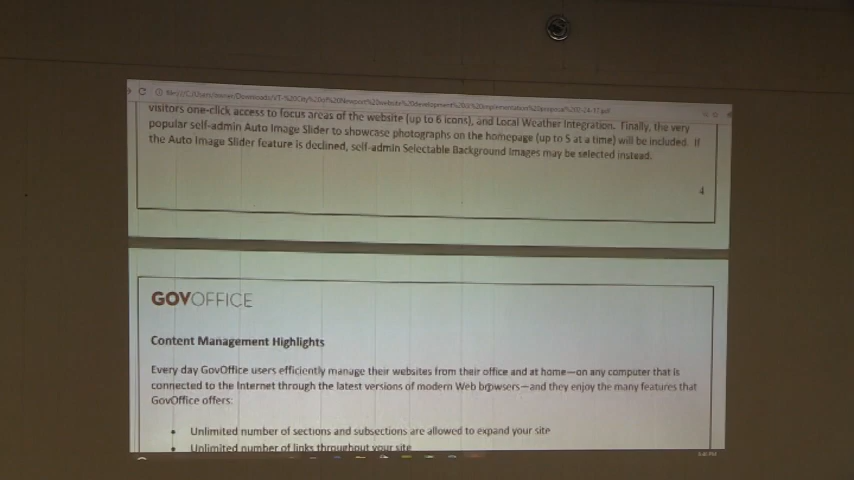 visitors one-click access to focus areas of the website (up to 6 icons), and Local Weather Integration. Finally, the very
popular self-admin Auto Image Slider to showcase photographs on the homepage (up to 5 at a time) will be included. If
the Auto Image Slider feature is declined, self-admin Selectable Background Images may be selected instead.
4
GOVOFFICE
Content Management Highlights
Every day GovOffice users efficiently manage their websites from their office and at home—on any computer that is
connected to the Internet through the latest versions of modern Web browsers—and they enjoy the many features that
GovOffice offers:
• Unlimited number of sections and subsections are allowed to expand your site
• Unlimited number of links throughout your site